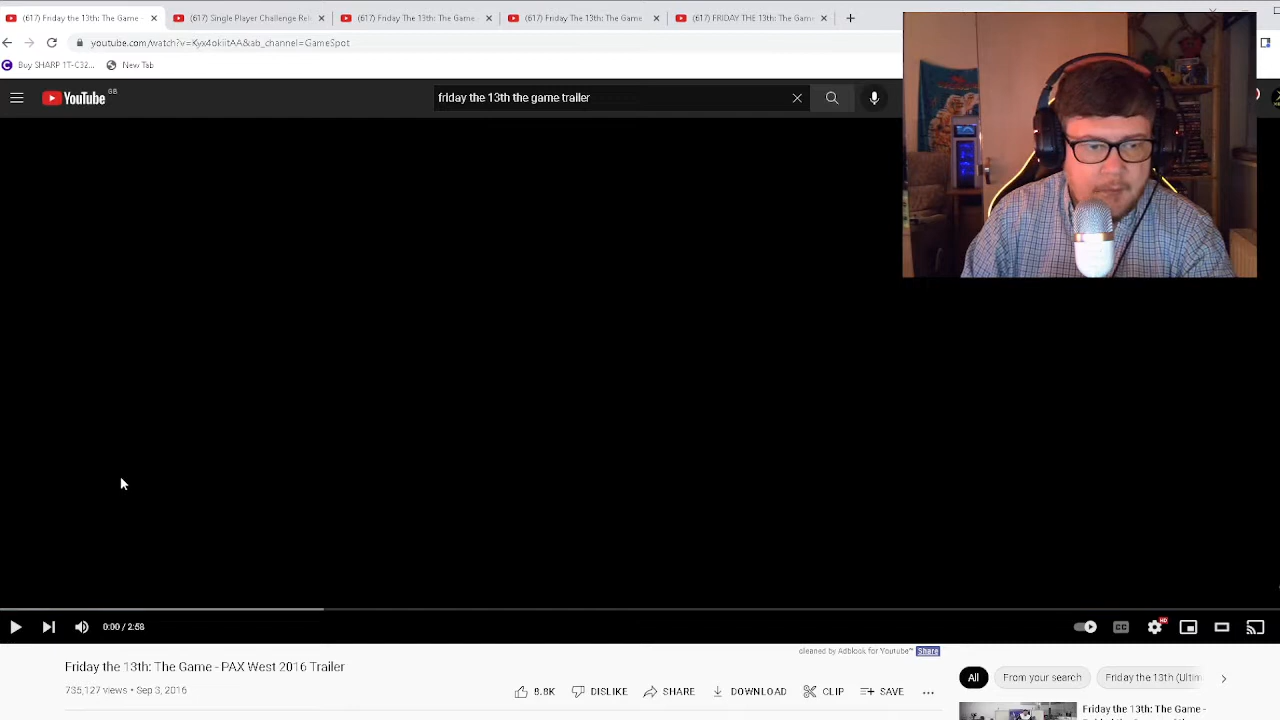 (617) Friday the 13th: The Game -
(617) Single Player Challenge Rel
(617) Friday the 13th: The Game
(617) Friday The 13th: The Game
(617) FRIDAY THE 13TH: The Game
youtube.com/watch?v=Kyx4okiitAA&ab_channel=GameSpot
Buy SHARP 1T-C32...
New Tab
YouTube GB
friday the 13th the game trailer
0:00 / 2:58
CC
HD
cleaned by Adblock for Youtube™ Share
Friday the 13th: The Game - PAX West 2016 Trailer
735,127 views • Sep 3, 2016
8.8K
DISLIKE
SHARE
DOWNLOAD
CLIP
SAVE
All
From your search
Friday the 13th (Ultim
Friday the 13th: The Game -